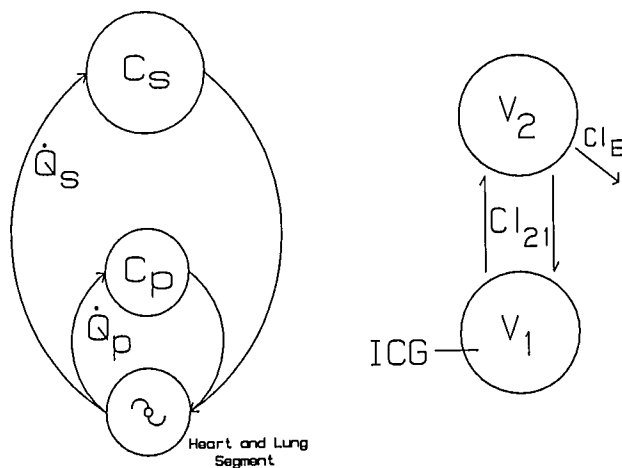 Cs
Q̇s
Cp
Q̇p
Heart and Lung
Segment
V2
ClE
Cl21
V1
ICG